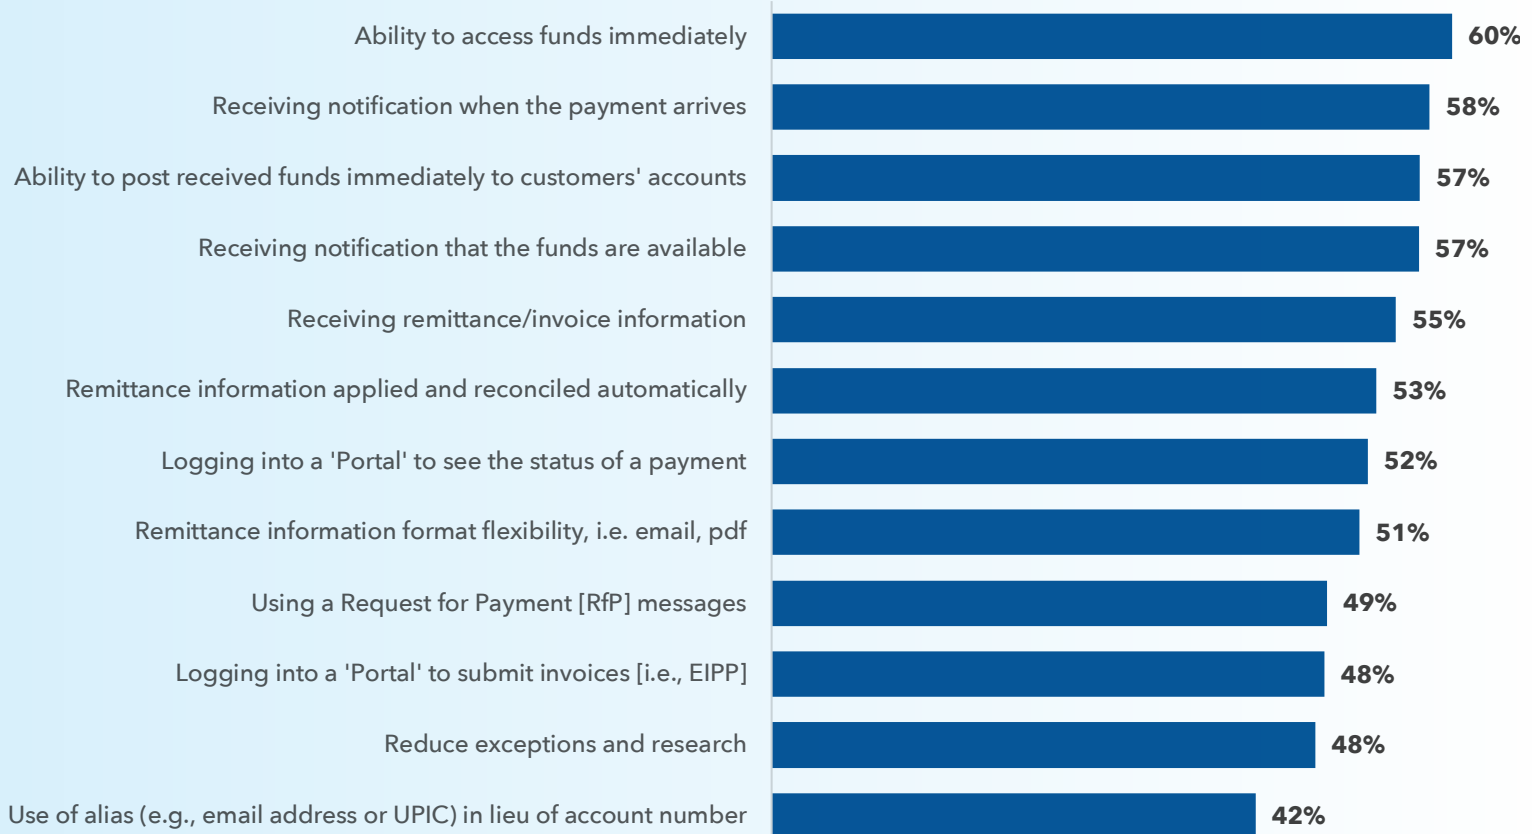 Ability to access funds immediately 60%
Receiving notification when the payment arrives 58%
Ability to post received funds immediately to customers' accounts 57%
Receiving notification that the funds are available 57%
Receiving remittance/invoice information 55%
Remittance information applied and reconciled automatically 53%
Logging into a 'Portal' to see the status of a payment 52%
Remittance information format flexibility, i.e. email, pdf 51%
Using a Request for Payment [RfP] messages 49%
Logging into a 'Portal' to submit invoices [i.e., EIPP] 48%
Reduce exceptions and research 48%
Use of alias (e.g., email address or UPIC) in lieu of account number 42%